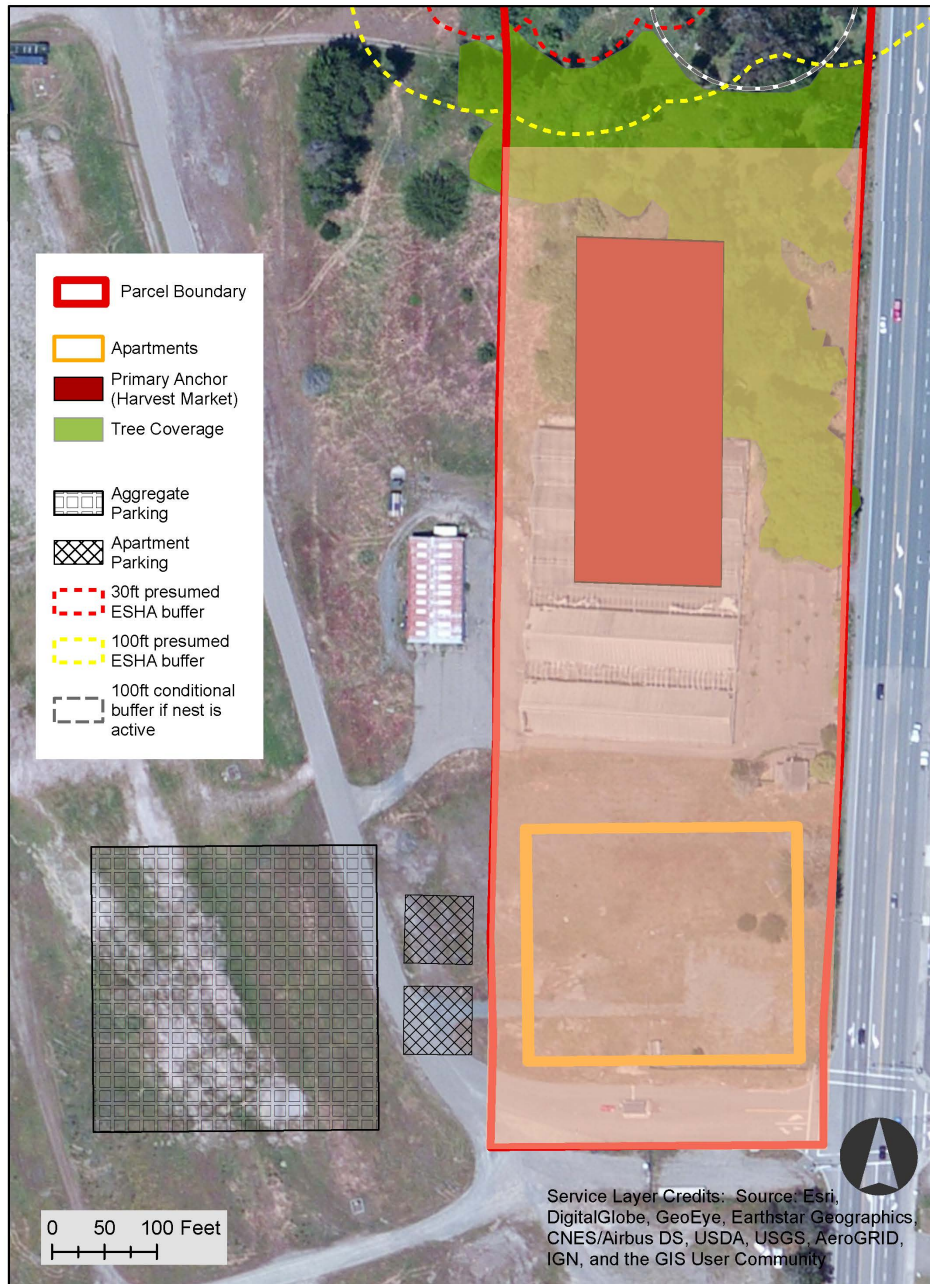 Parcel Boundary
Apartments
Primary Anchor
(Harvest Market)
Tree Coverage
Aggregate
Parking
Apartment
Parking
30ft presumed
ESHA buffer
100ft presumed
ESHA buffer
100ft conditional
buffer if nest is
active
0 50 100 Feet
Service Layer Credits: Source: Esri,
DigitalGlobe, GeoEye, Earthstar Geographics,
CNES/Airbus DS, USDA, USGS, AeroGRID,
IGN, and the GIS User Community